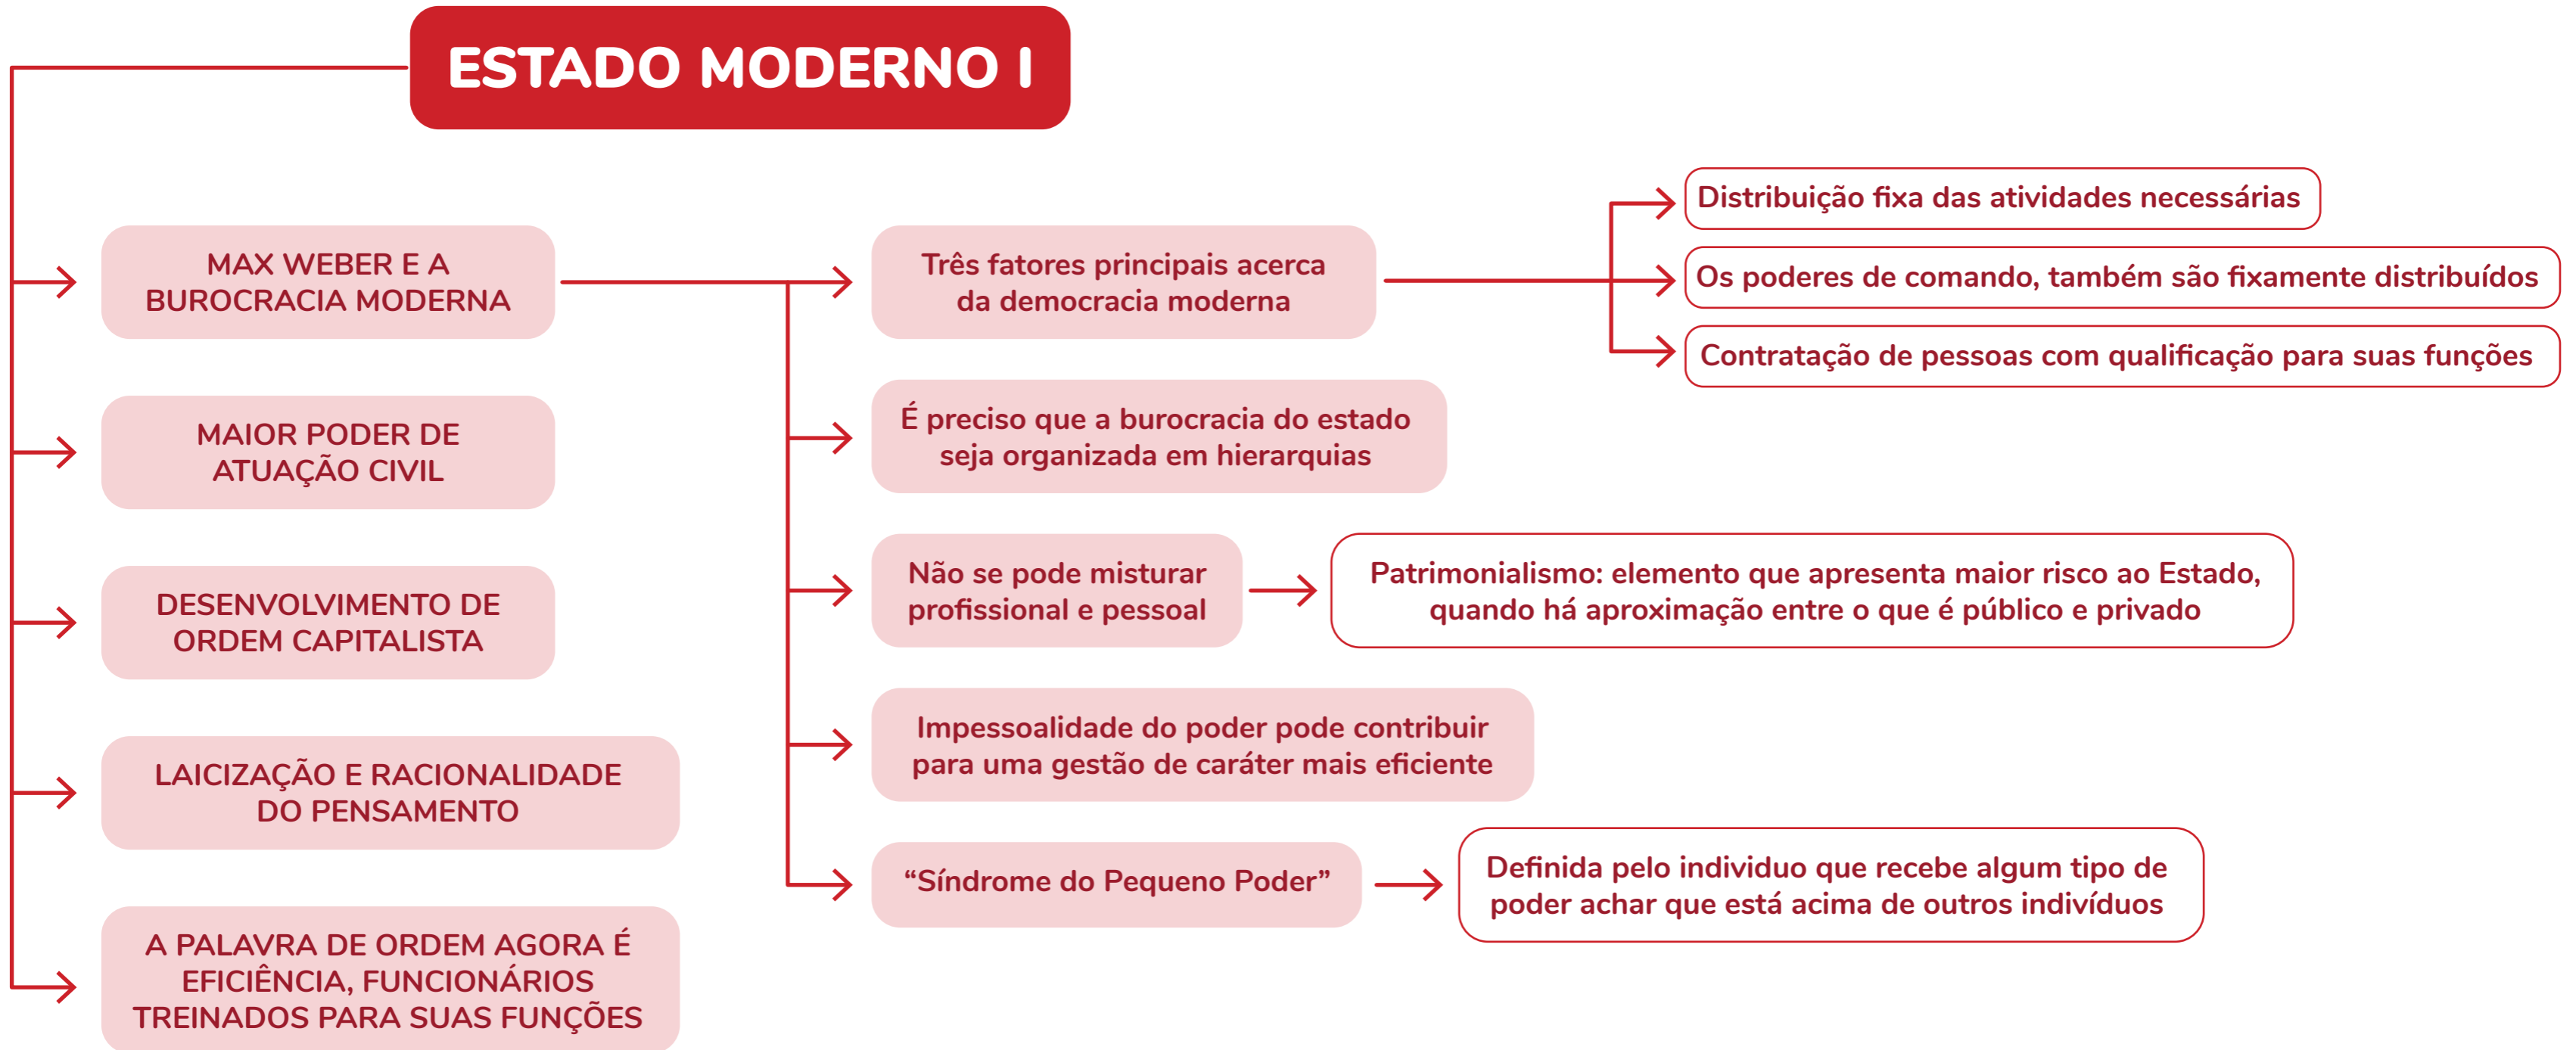 ESTADO MODERNO I
MAX WEBER E A
BUROCRACIA MODERNA
MAIOR PODER DE
ATUAÇÃO CIVIL
DESENVOLVIMENTO DE
ORDEM CAPITALISTA
LAICIZAÇÃO E RACIONALIDADE
DO PENSAMENTO
A PALAVRA DE ORDEM AGORA É
EFICIÊNCIA, FUNCIONÁRIOS
TREINADOS PARA SUAS FUNÇÕES
Três fatores principais acerca
da democracia moderna
Distribuição fixa das atividades necessárias
Os poderes de comando, também são fixamente distribuídos
Contratação de pessoas com qualificação para suas funções
É preciso que a burocracia do estado
seja organizada em hierarquias
Não se pode misturar
profissional e pessoal
Patrimonialismo: elemento que apresenta maior risco ao Estado,
quando há aproximação entre o que é público e privado
Impessoalidade do poder pode contribuir
para uma gestão de caráter mais eficiente
“Síndrome do Pequeno Poder”
Definida pelo individuo que recebe algum tipo de
poder achar que está acima de outros indivíduos